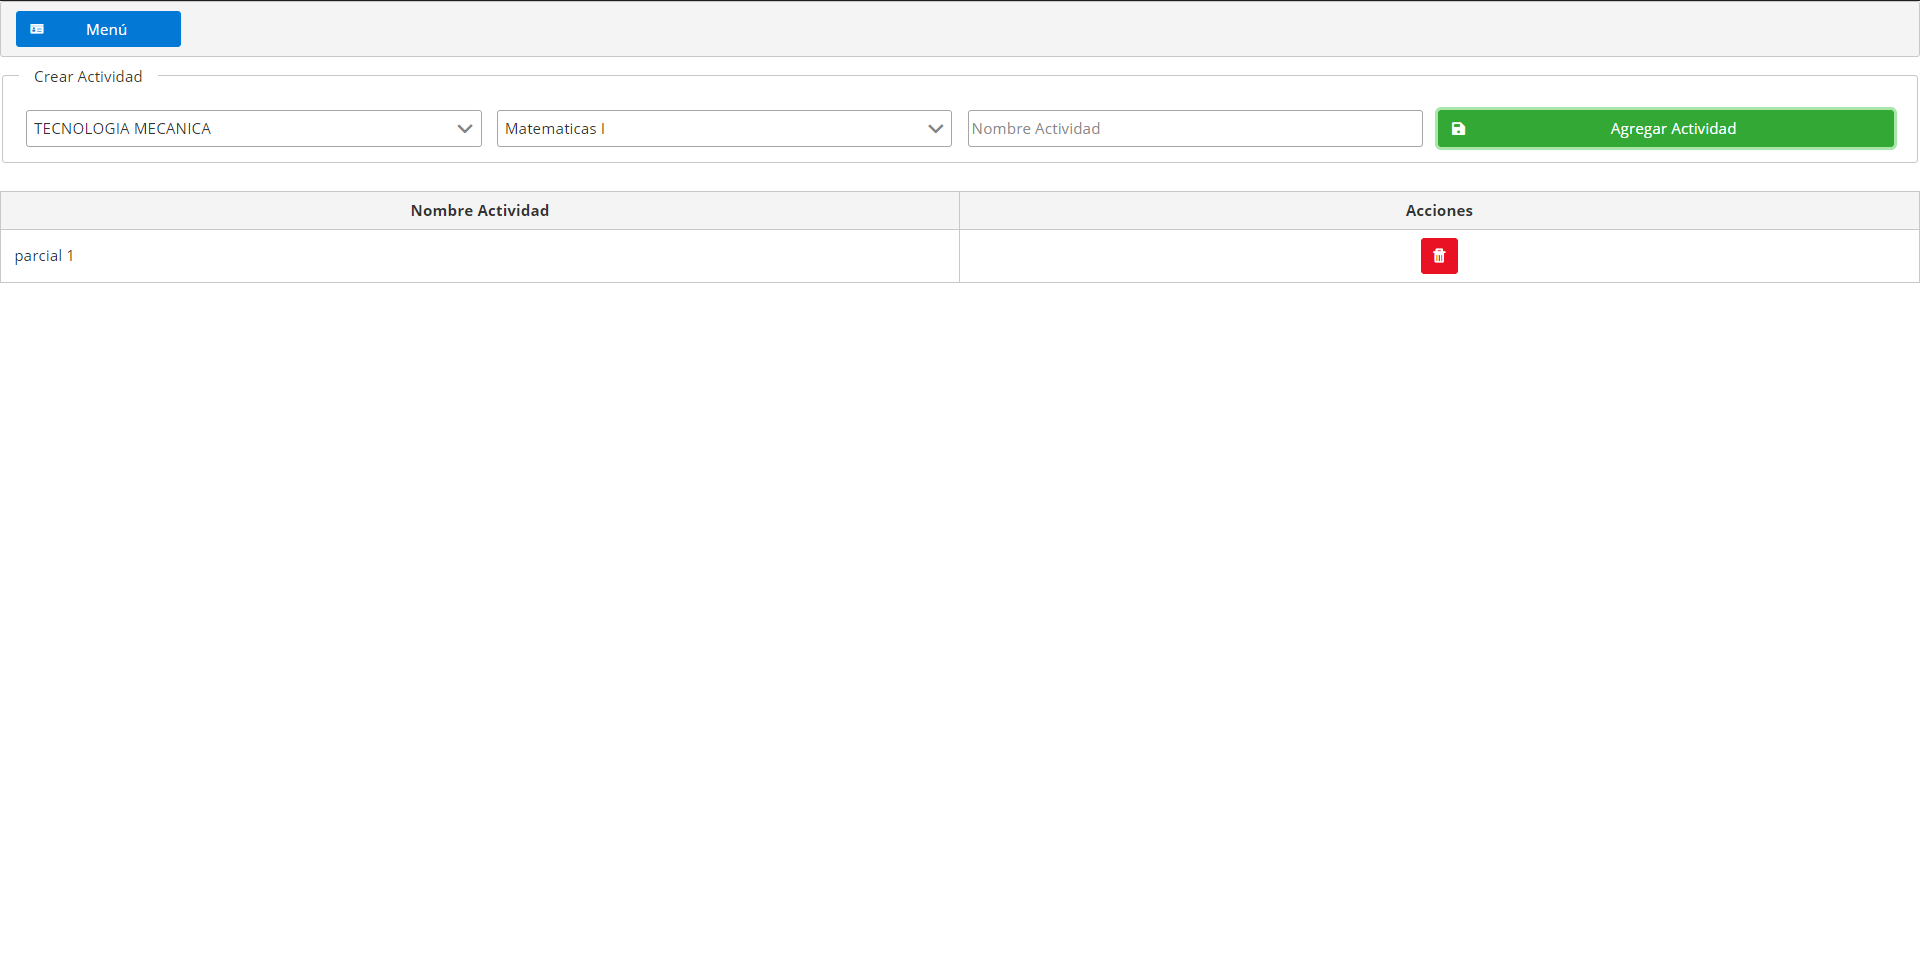 Menú
Crear Actividad
TECNOLOGIA MECANICA Matematicas I Nombre Actividad Agregar Actividad
Nombre Actividad Acciones
parcial 1